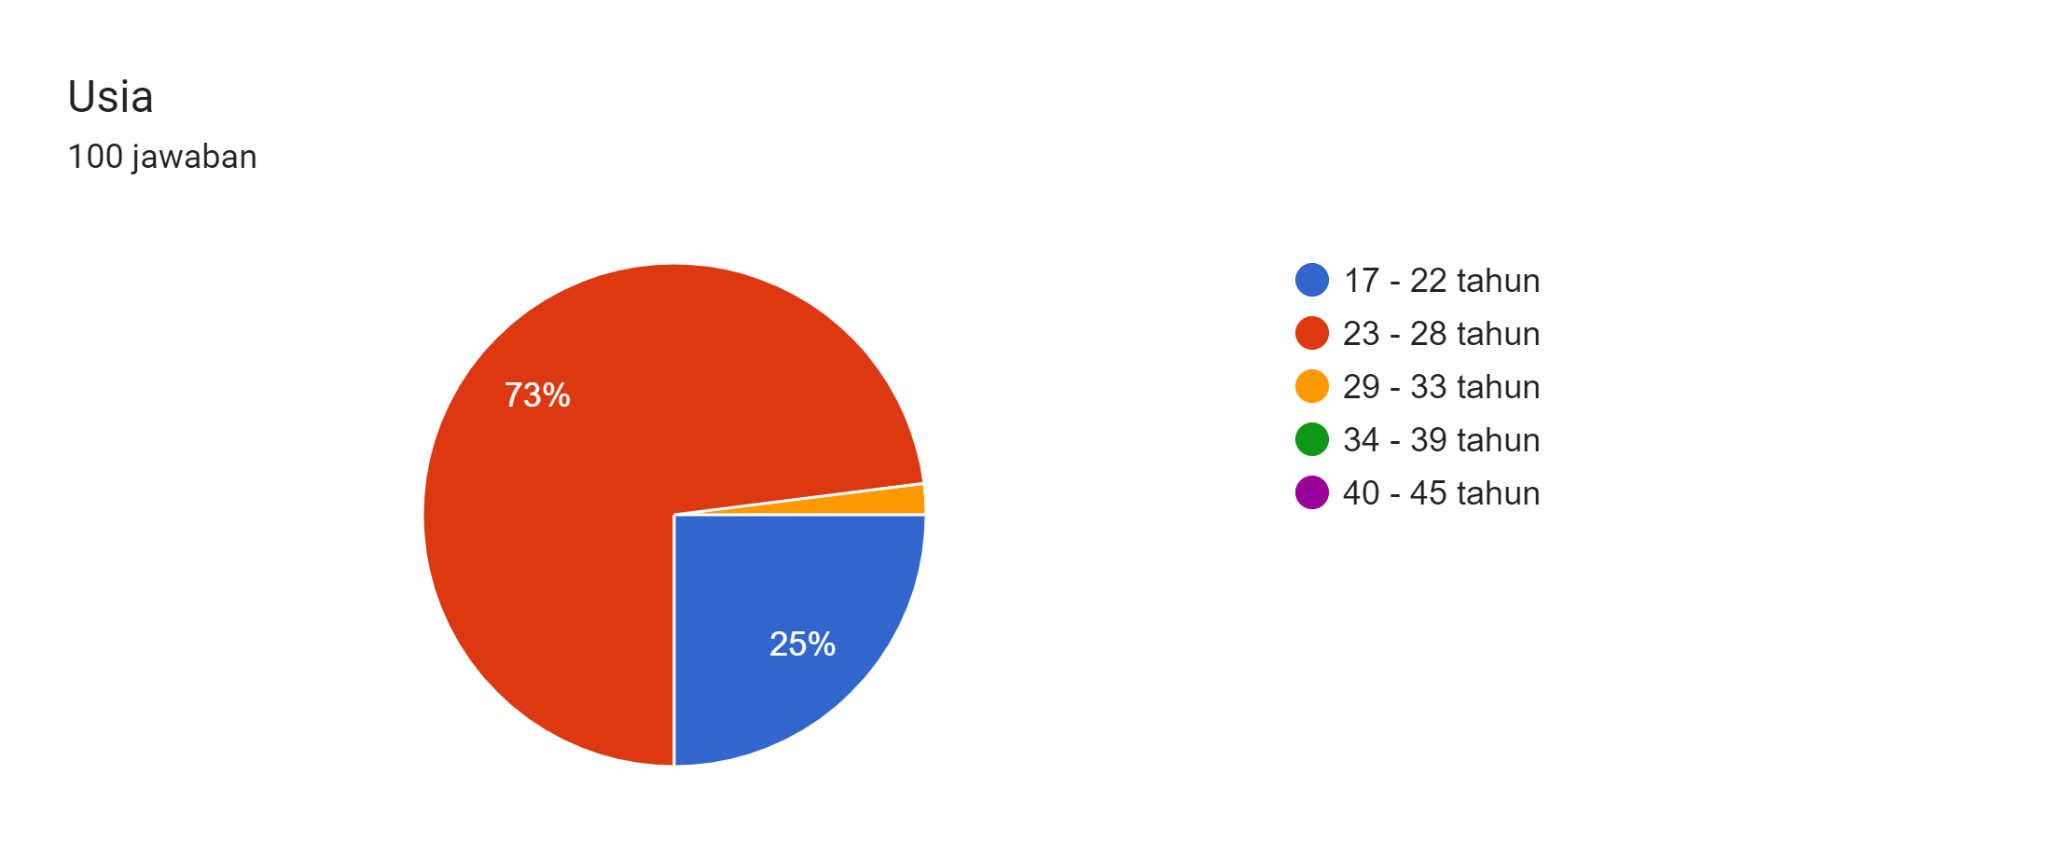 Usia
100 jawaban
73%
25%
17 - 22 tahun
23 - 28 tahun
29 - 33 tahun
34 - 39 tahun
40 - 45 tahun